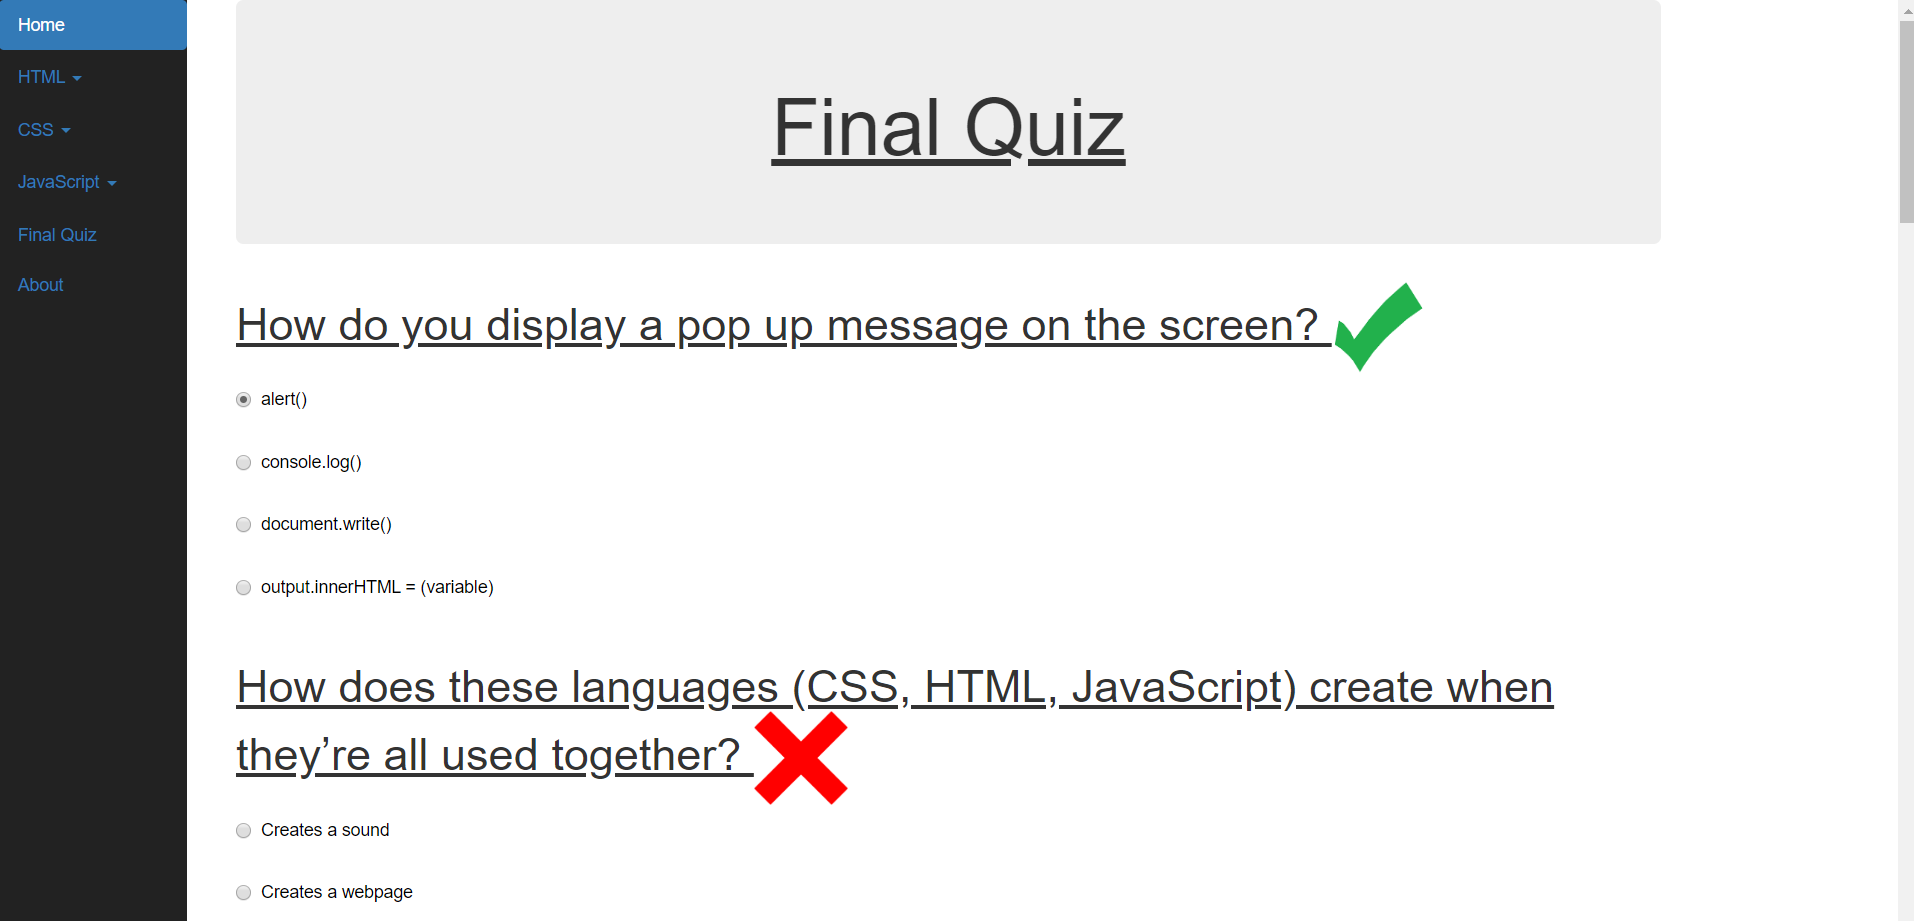 Home
HTML
CSS
JavaScript
Final Quiz
About
Final Quiz
How do you display a pop up message on the screen?
alert()
console.log()
document.write()
output.innerHTML = (variable)
How does these languages (CSS, HTML, JavaScript) create when
they’re all used together?
Creates a sound
Creates a webpage